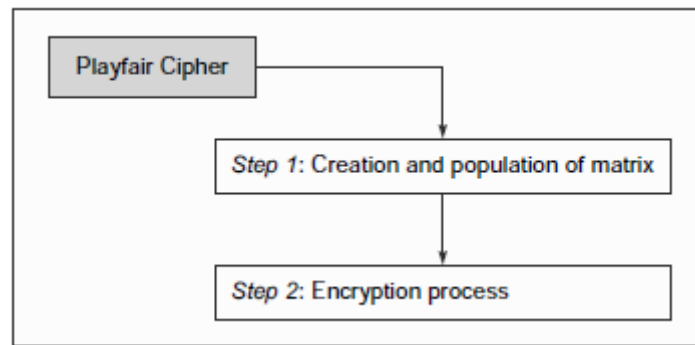 Playfair Cipher
Step 1: Creation and population of matrix
Step 2: Encryption process